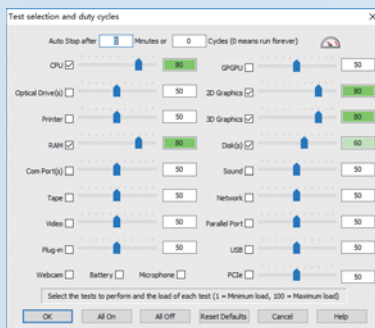 Test selection and duty cycles
Auto Stop after 0 Minutes or 0 Cycles (0 means run forever)
CPU 80 GPGPU 50
Optical Drive(s) 50 2D Graphics 80
Printer 50 3D Graphics 80
RAM 80 Disk(s) 60
Com Port(s) 50 Sound 50
Tape 50 Network 50
Video 50 Parallel Port 50
Plug-in 50 USB 50
Webcam Battery Microphone PCIe 50
Select the tests to perform and the load of each test (1 = Minimum load, 100 = Maximum load)
OK All On All Off Reset Defaults Cancel Help